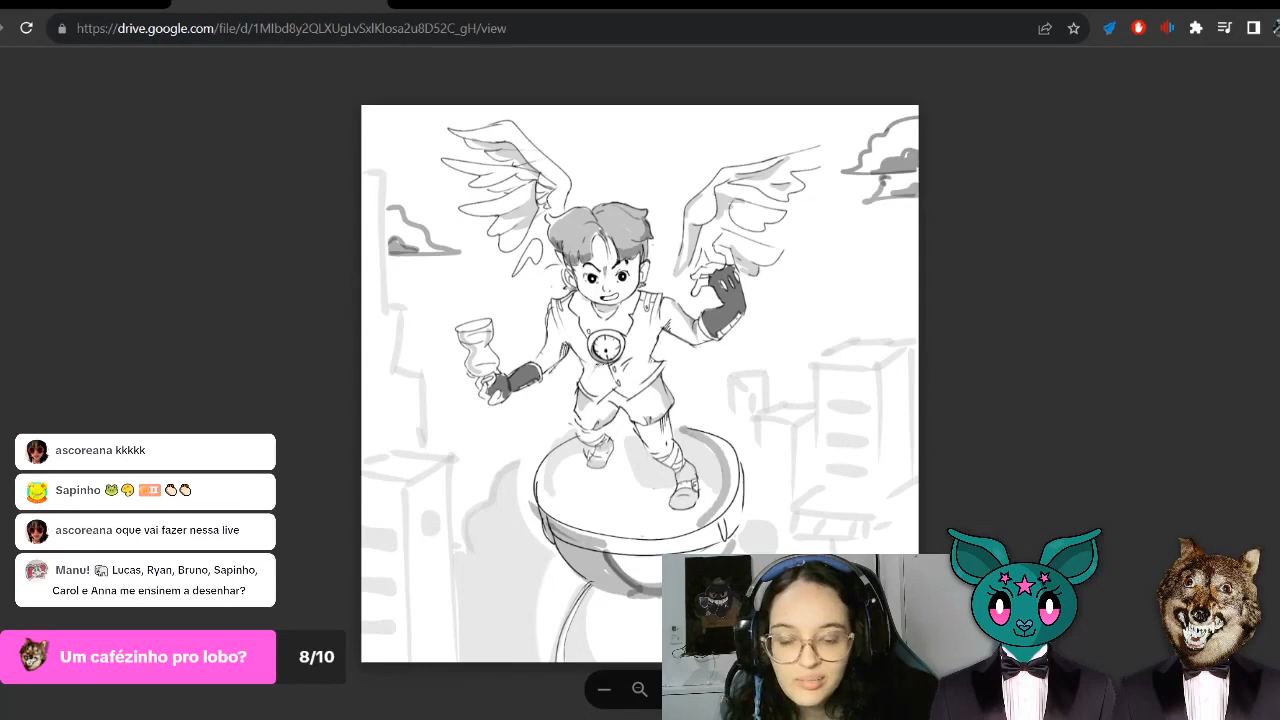 https://drive.google.com/file/d/1MIbd8y2QLXUgLvSxlKlosa2u8D52C_gH/view
ascoreana kkkkk
Sapinho
ascoreana oque vai fazer nessa live
Manu! Lucas, Ryan, Bruno, Sapinho,
Carol e Anna me ensinem a desenhar?
Um cafézinho pro lobo? 8/10